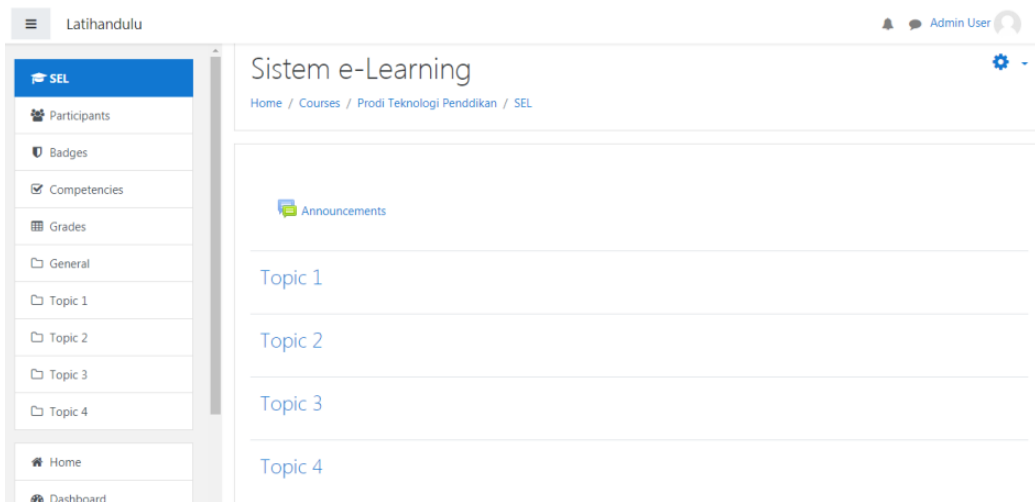 Latihandulu
Admin User
SEL
Participants
Badges
Competencies
Grades
General
Topic 1
Topic 2
Topic 3
Topic 4
Home
Dashboard
Sistem e-Learning
Home / Courses / Prodi Teknologi Penddikan / SEL
Announcements
Topic 1
Topic 2
Topic 3
Topic 4